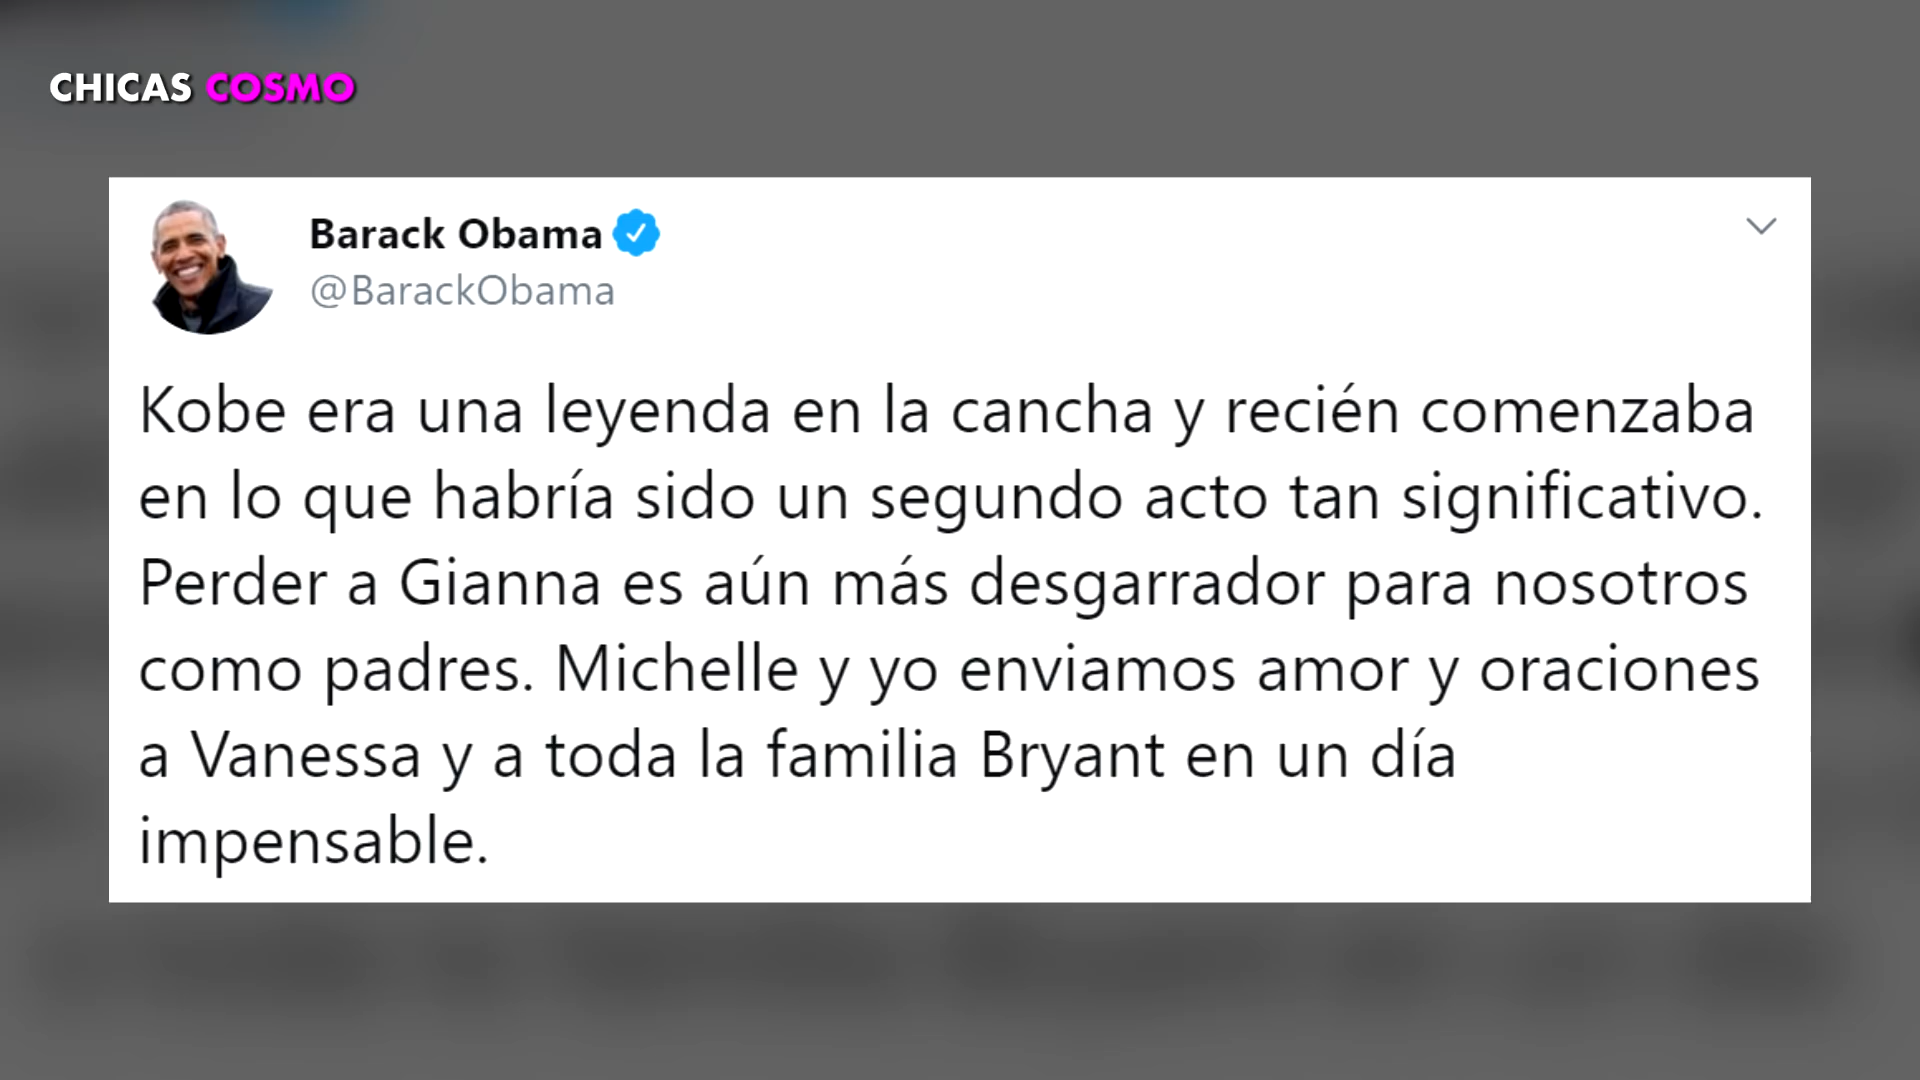 CHICAS COSMO
Barack Obama
@BarackObama
Kobe era una leyenda en la cancha y recién comenzaba
en lo que habría sido un segundo acto tan significativo.
Perder a Gianna es aún más desgarrador para nosotros
como padres. Michelle y yo enviamos amor y oraciones
a Vanessa y a toda la familia Bryant en un día
impensable.